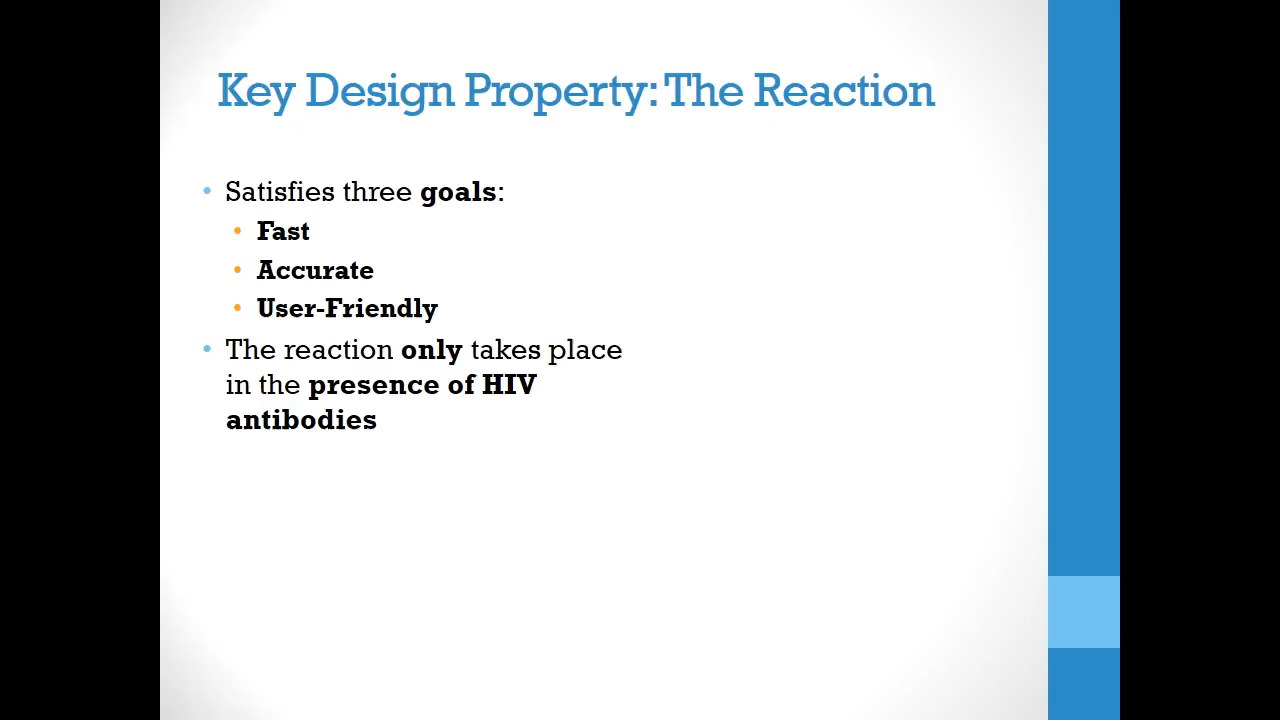 Key Design Property: The Reaction
• Satisfies three goals:
• Fast
• Accurate
• User-Friendly
• The reaction only takes place
in the presence of HIV
antibodies